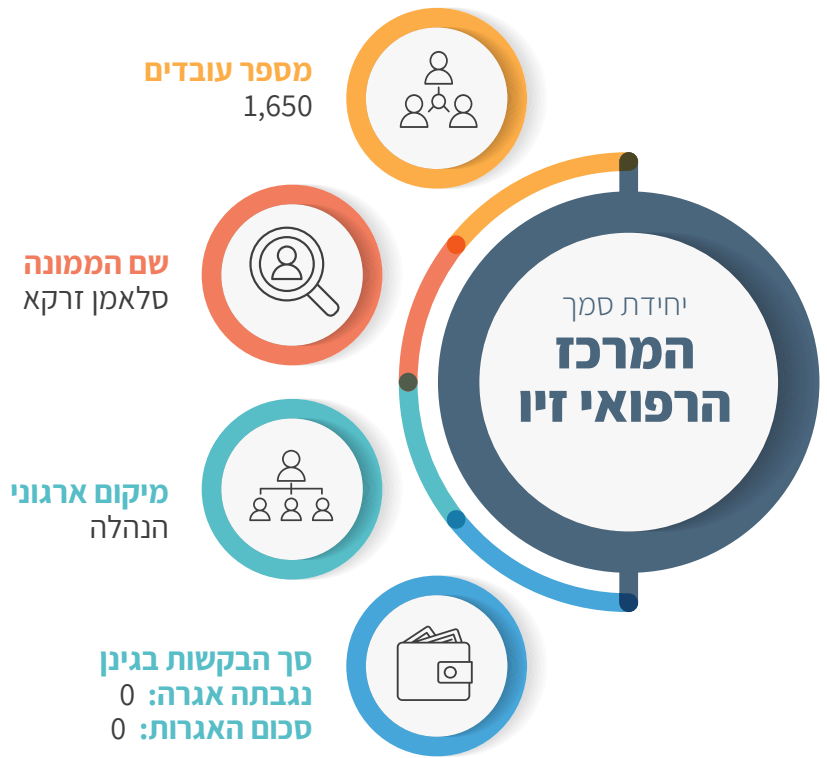 יחידת סמך
המרכז
הרפואי זיו
מספר עובדים
1,650
שם הממונה
סלאמן זרקא
מיקום ארגוני
הנהלה
סך הבקשות בגינן
נגבתה אגרה: 0
סכום האגרות: 0